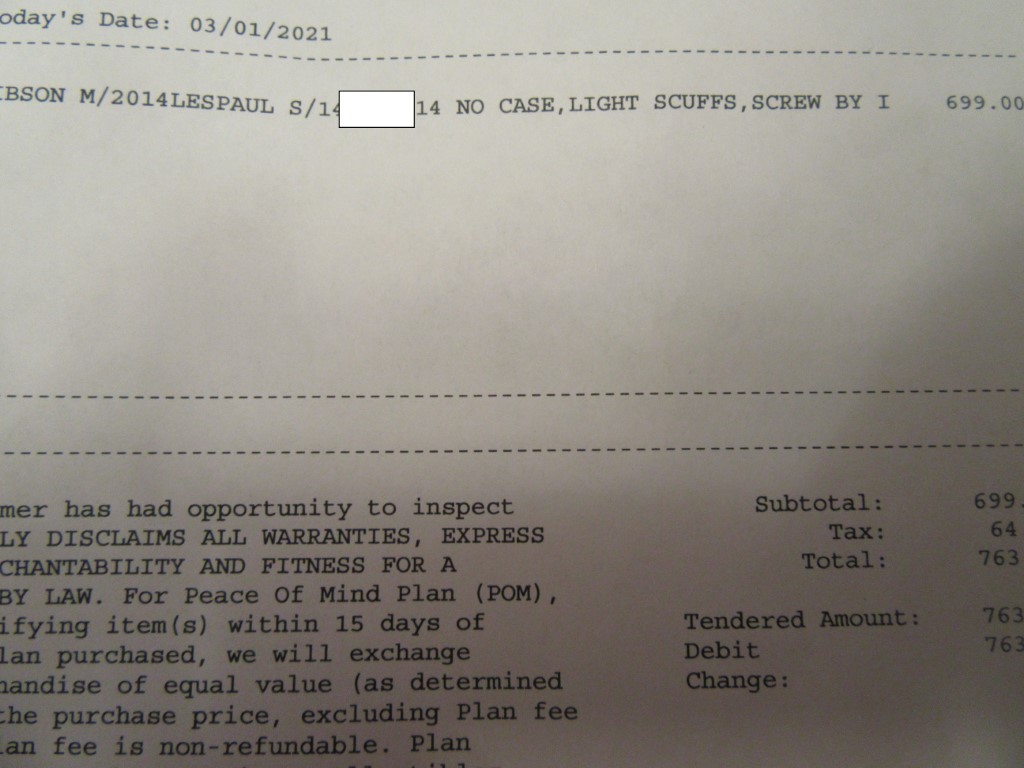 oday's Date: 03/01/2021
IBSON M/2014LESPAUL S/14 14 NO CASE,LIGHT SCUFFS,SCREW BY I 699.00
mer has had opportunity to inspect
LY DISCLAIMS ALL WARRANTIES, EXPRESS
CHANTABILITY AND FITNESS FOR A
BY LAW. For Peace Of Mind Plan (POM),
ifying item(s) within 15 days of
lan purchased, we will exchange
handise of equal value (as determined
the purchase price, excluding Plan fee
lan fee is non-refundable. Plan
Subtotal: 699.
Tax: 64
Total: 763
Tendered Amount: 763
Debit 763
Change: